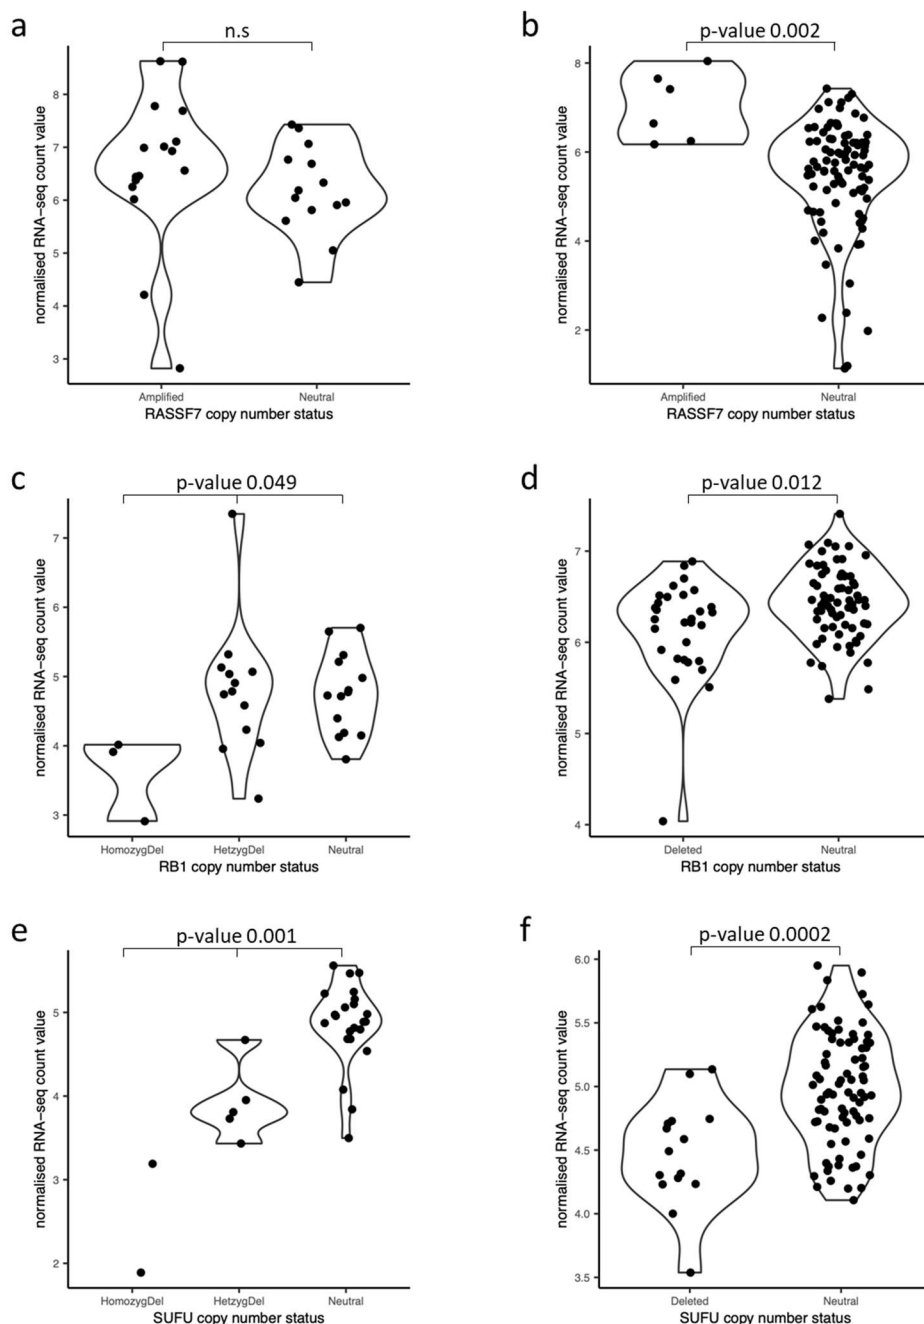 a
n.s
8
7
6
5
4
3
normalised RNA−seq count value
Amplified Neutral
RASSF7 copy number status
b
p-value 0.002
8
6
4
2
normalised RNA−seq count value
Amplified Neutral
RASSF7 copy number status
c
p-value 0.049
7
6
5
4
3
normalised RNA−seq count value
HomozygDel HetzygDel Neutral
RB1 copy number status
d
p-value 0.012
7
6
5
4
normalised RNA−seq count value
Deleted Neutral
RB1 copy number status
e
p-value 0.001
5
4
3
2
normalised RNA−seq count value
HomozygDel HetzygDel Neutral
SUFU copy number status
f
p-value 0.0002
6.0
5.5
5.0
4.5
4.0
3.5
normalised RNA−seq count value
Deleted Neutral
SUFU copy number status